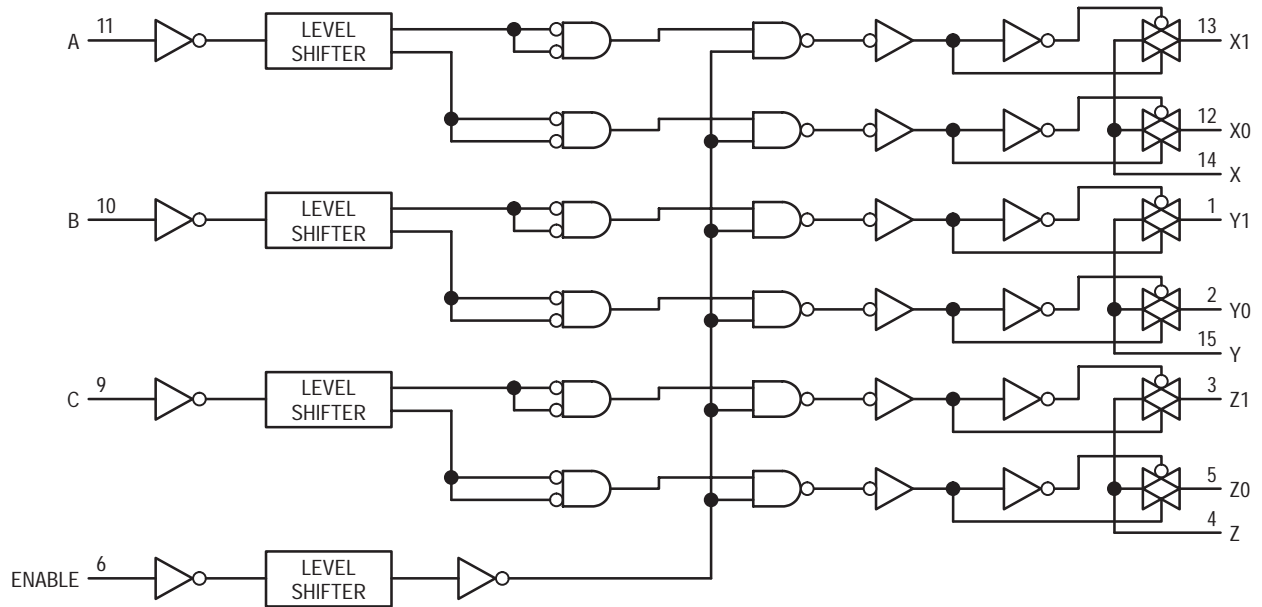 A 11 LEVEL SHIFTER 13 X1
12 X0
14 X
B 10 LEVEL SHIFTER 1 Y1
2 Y0
15 Y
C 9 LEVEL SHIFTER 3 Z1
5 Z0
4 Z
ENABLE 6 LEVEL SHIFTER